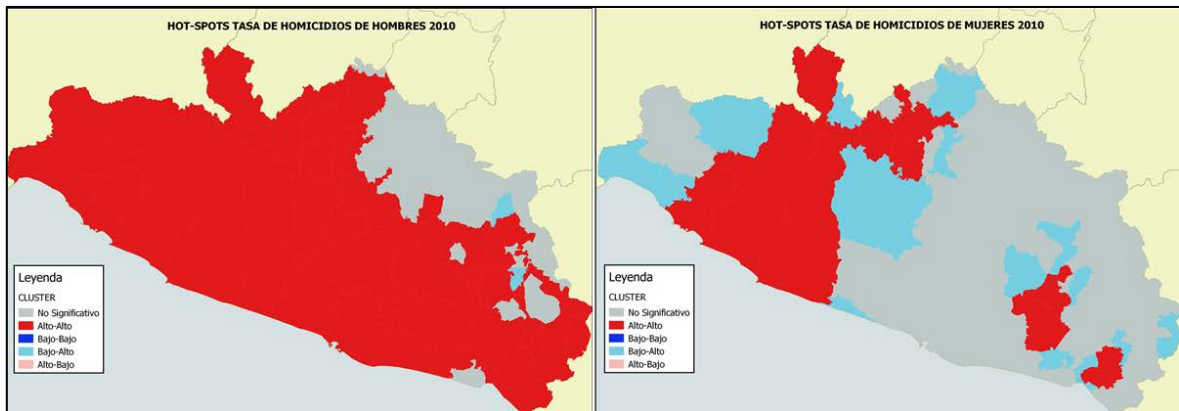 HOT-SPOTS TASA DE HOMICIDIOS DE HOMBRES 2010
Leyenda
CLUSTER
No Significativo
Alto-Alto
Bajo-Bajo
Bajo-Alto
Alto-Bajo
HOT-SPOTS TASA DE HOMICIDIOS DE MUJERES 2010
Leyenda
CLUSTER
No Significativo
Alto-Alto
Bajo-Bajo
Bajo-Alto
Alto-Bajo